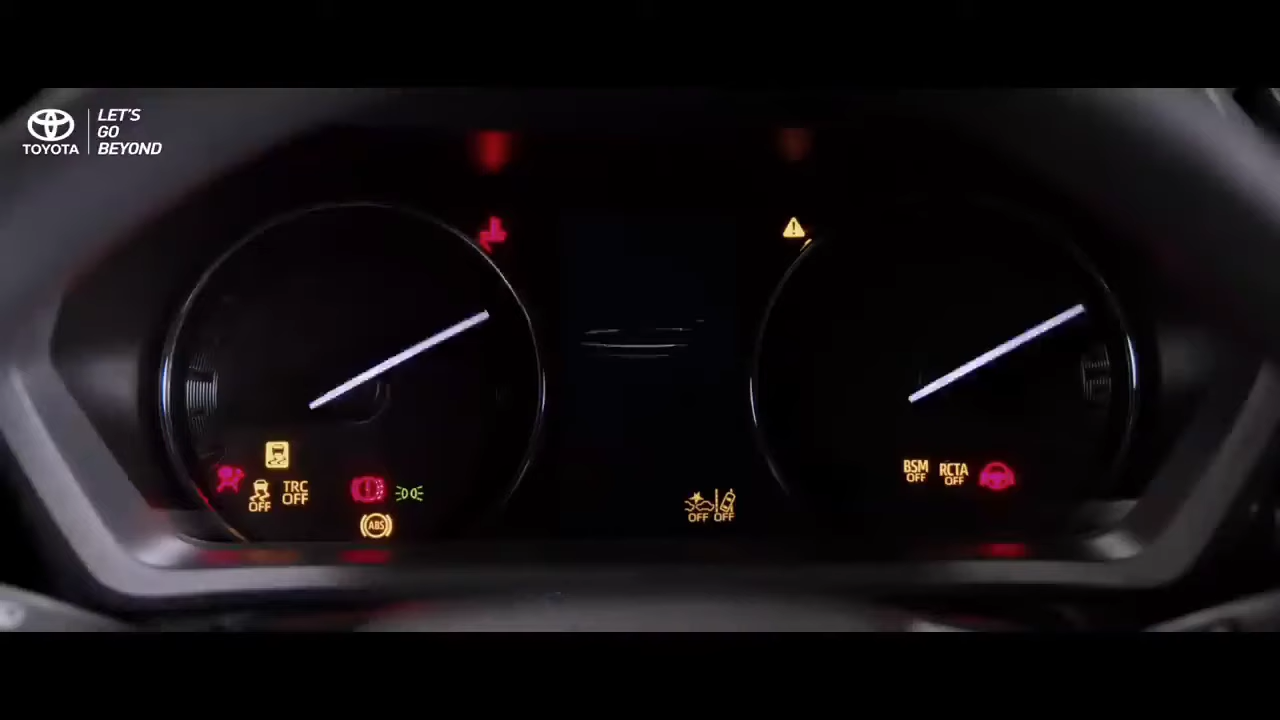 TOYOTA
LET'S
GO
BEYOND
OFF
TRC
OFF
ABS
OFF
OFF
BSM
OFF
RCTA
OFF